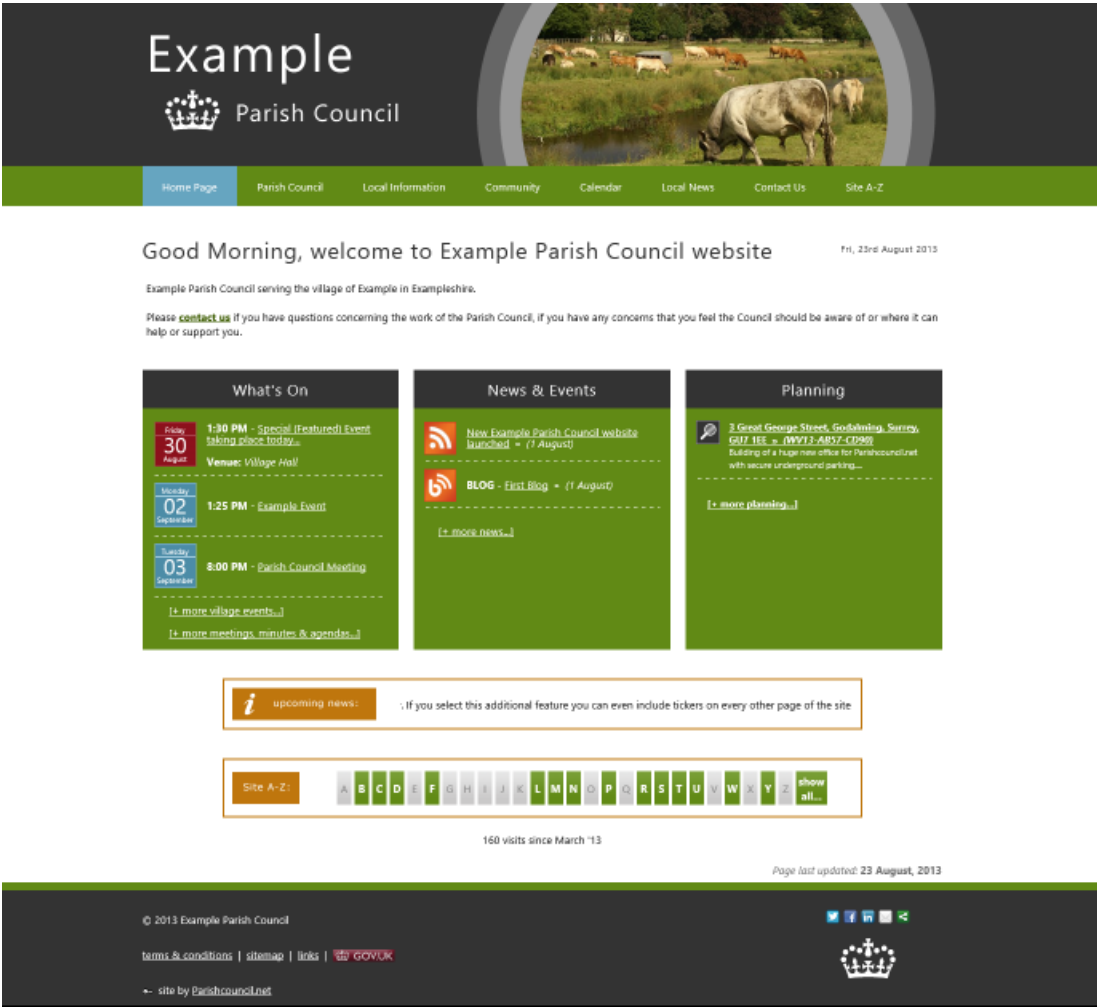 Example
Parish Council
Home Page Parish Council Local Information Community Calendar Local News Contact Us Site A-Z
Good Morning, welcome to Example Parish Council website
Fri, 23rd August 2013
Example Parish Council serving the village of Example in Exampleshire.
Please contact us if you have questions concerning the work of the Parish Council, if you have any concerns that you feel the Council should be aware of or where it can
help or support you.
What's On
Friday
30
August
1:30 PM - Special (Featured) Event
taking place today...
Venue: Village Hall
Monday
02
September
1:25 PM - Example Event
Tuesday
03
September
8:00 PM - Parish Council Meeting
[+ more village events...]
[+ more meetings, minutes & agendas...]
News & Events
New Example Parish Council website
launched » (1 August)
BLOG - First Blog » (1 August)
[+ more news...]
Planning
3 Great George Street, Godalming, Surrey,
GU7 1EE » (WV13-AB57-CD90)
Building of a huge new office for Parishcouncil.net
with secure underground parking....
[+ more planning...]
i upcoming news: . If you select this additional feature you can even include tickers on every other page of the site
Site A-Z: A B C D E F G H I J K L M N O P Q R S T U V W X Y Z show
all...
160 visits since March '13
Page last updated: 23 August, 2013
© 2013 Example Parish Council
terms & conditions | sitemap | links | GOV.UK
site by Parishcouncil.net